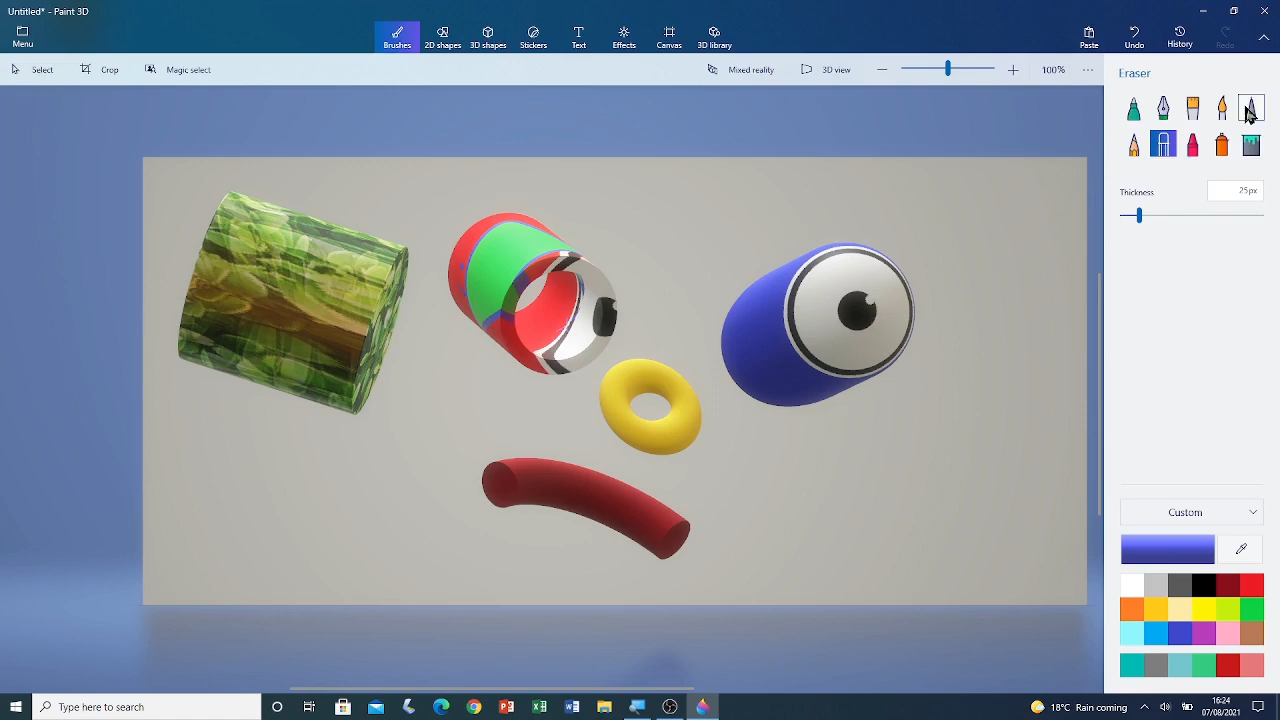 Untitled* - Paint 3D
Menu
Brushes
2D shapes
3D shapes
Stickers
Text
Effects
Canvas
3D library
Paste
Undo
History
Redo
Select
Crop
Magic select
Mixed reality
3D view
100%
Eraser
Thickness
25px
Custom
Type here to search
18°C Rain coming
16:24
07/08/2021